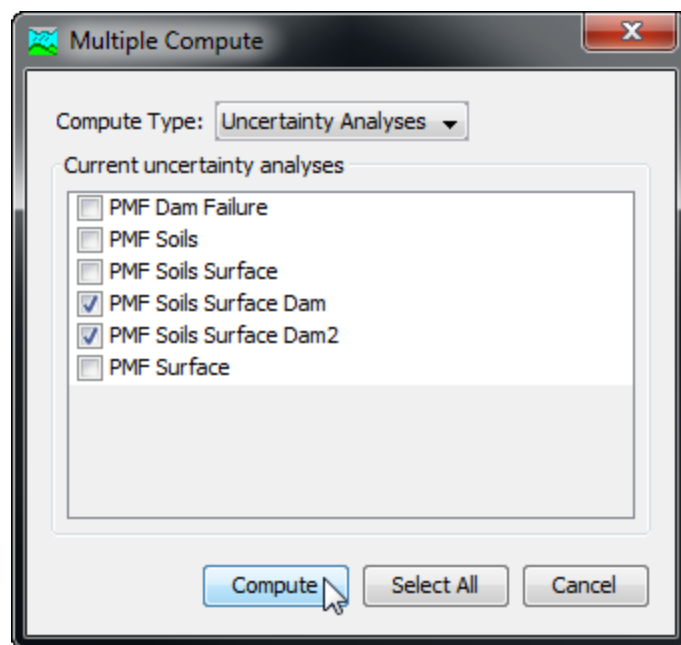 Multiple Compute
Compute Type: Uncertainty Analyses
Current uncertainty analyses
PMF Dam Failure
PMF Soils
PMF Soils Surface
PMF Soils Surface Dam
PMF Soils Surface Dam2
PMF Surface
Compute Select All Cancel